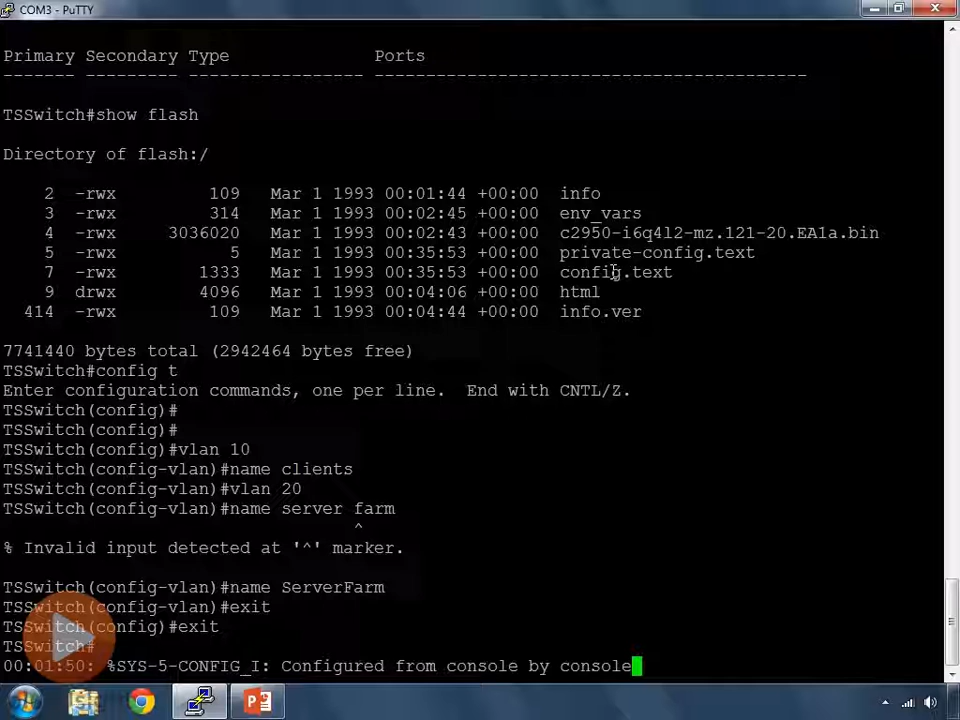 COM3 - PuTTY
Primary Secondary Type              Ports
------- --------- ----------------- ------------------------------------------
TSSwitch#show flash
Directory of flash:/
2  -rwx         109   Mar 1 1993 00:01:44 +00:00  info
3  -rwx         314   Mar 1 1993 00:02:45 +00:00  env_vars
4  -rwx     3036020   Mar 1 1993 00:04:43 +00:00  c2950-i6q4l2-mz.121-20.EA1a.bin
5  -rwx           5   Mar 1 1993 00:35:53 +00:00  private-config.text
7  -rwx        1333   Mar 1 1993 00:35:53 +00:00  config.text
9  drwx        4096   Mar 1 1993 00:04:06 +00:00  html
414  -rwx         109   Mar 1 1993 00:04:44 +00:00  info.ver
7741440 bytes total (2942464 bytes free)
TSSwitch#config t
Enter configuration commands, one per line.  End with CNTL/Z.
TSSwitch(config)#
TSSwitch(config)#
TSSwitch(config)#vlan 10
TSSwitch(config-vlan)#name clients
TSSwitch(config-vlan)#vlan 20
TSSwitch(config-vlan)#name server farm
^
% Invalid input detected at '^' marker.
TSSwitch(config-vlan)#name ServerFarm
TSSwitch(config-vlan)#exit
TSSwitch(config)#exit
TSSwitch#
00:01:50: %SYS-5-CONFIG_I: Configured from console by console